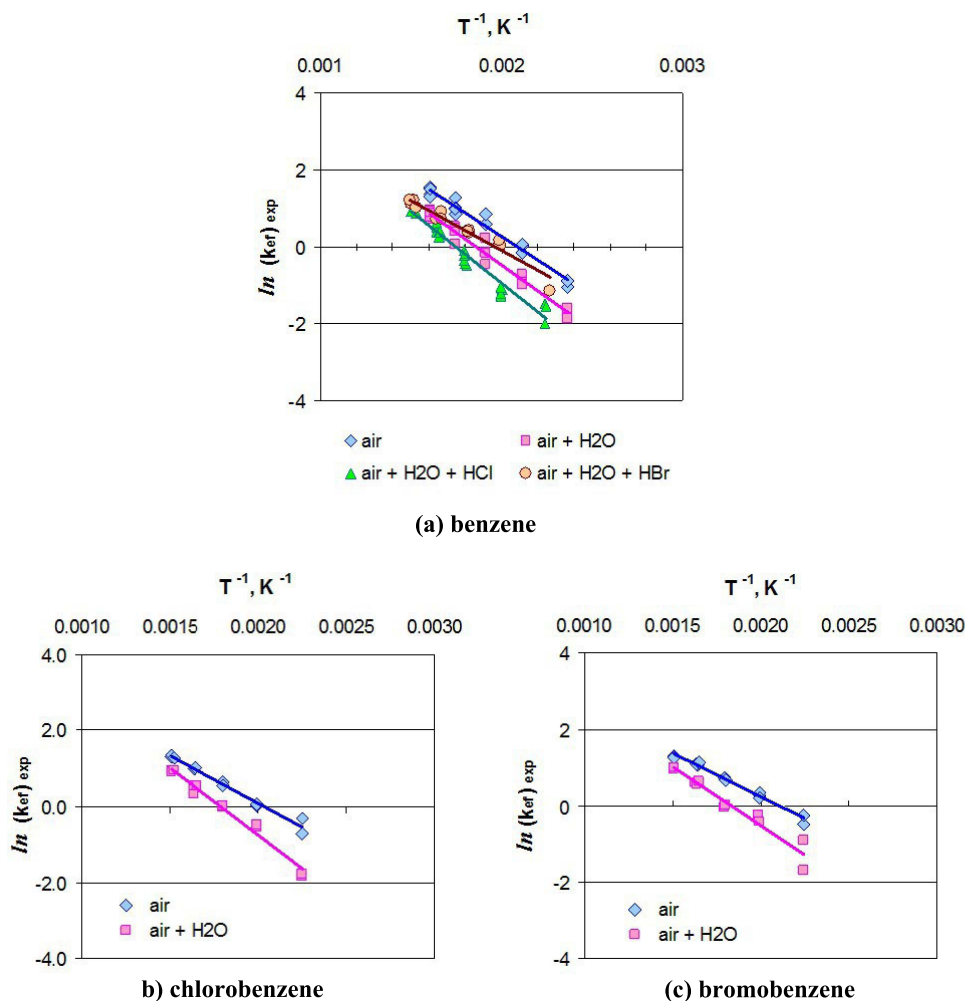 T⁻¹, K⁻¹
0.001 0.002 0.003
4
2
0
-2
-4
ln (kef) exp
air
air + H2O
air + H2O + HCl
air + H2O + HBr
(a) benzene
T⁻¹, K⁻¹
0.0010 0.0015 0.0020 0.0025 0.0030
4.0
2.0
0.0
-2.0
-4.0
ln (kef) exp
air
air + H2O
b) chlorobenzene
T⁻¹, K⁻¹
0.0010 0.0015 0.0020 0.0025 0.0030
4
2
0
-2
-4
ln (kef) exp
air
air + H2O
(c) bromobenzene